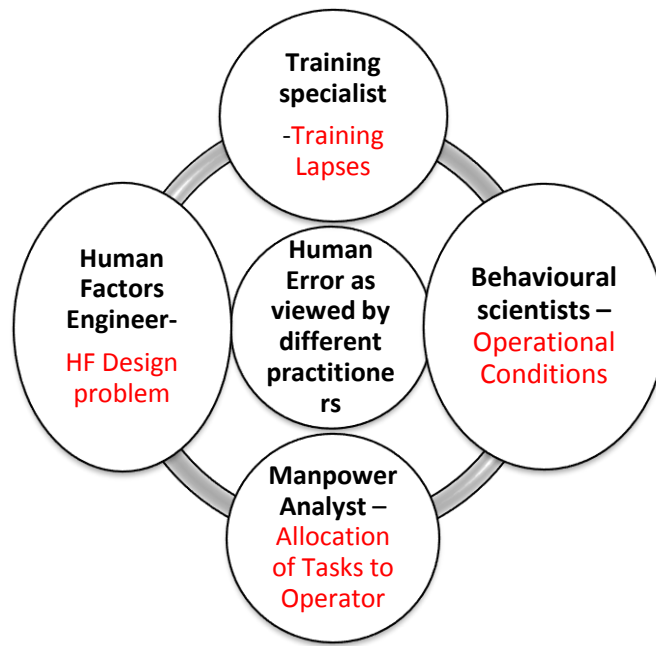 Training
specialist
-Training
Lapses
Human
Factors
Engineer-
HF Design
problem
Human
Error as
viewed by
different
practitione
rs
Behavioural
scientists –
Operational
Conditions
Manpower
Analyst –
Allocation
of Tasks to
Operator